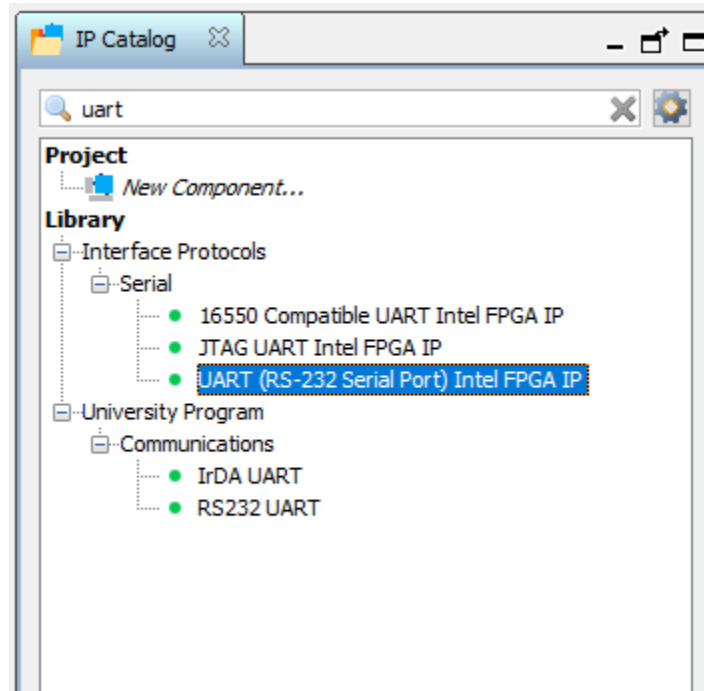 IP Catalog
uart
Project
New Component...
Library
Interface Protocols
Serial
16550 Compatible UART Intel FPGA IP
JTAG UART Intel FPGA IP
UART (RS-232 Serial Port) Intel FPGA IP
University Program
Communications
IrDA UART
RS232 UART